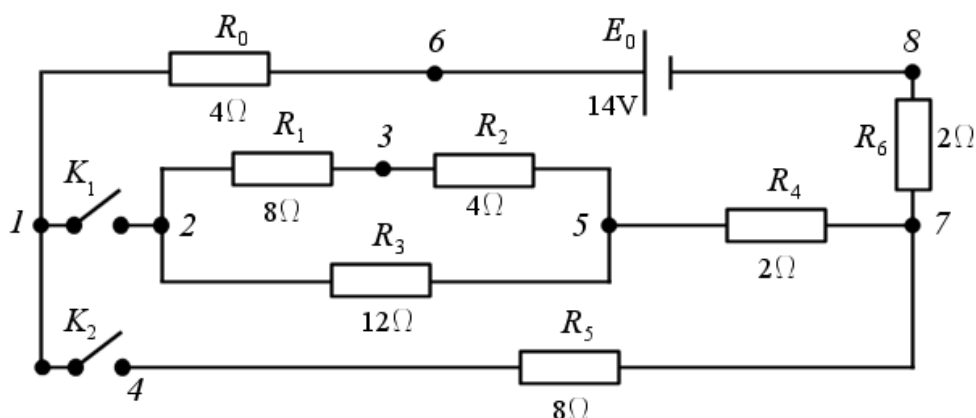 R₀ 6 E₀ 8
4Ω 14V
R₁ 3 R₂ R₆ 2Ω
K₁ 8Ω 4Ω R₄
1 2 R₃ 5 7
12Ω 2Ω
K₂ R₅
4 8Ω